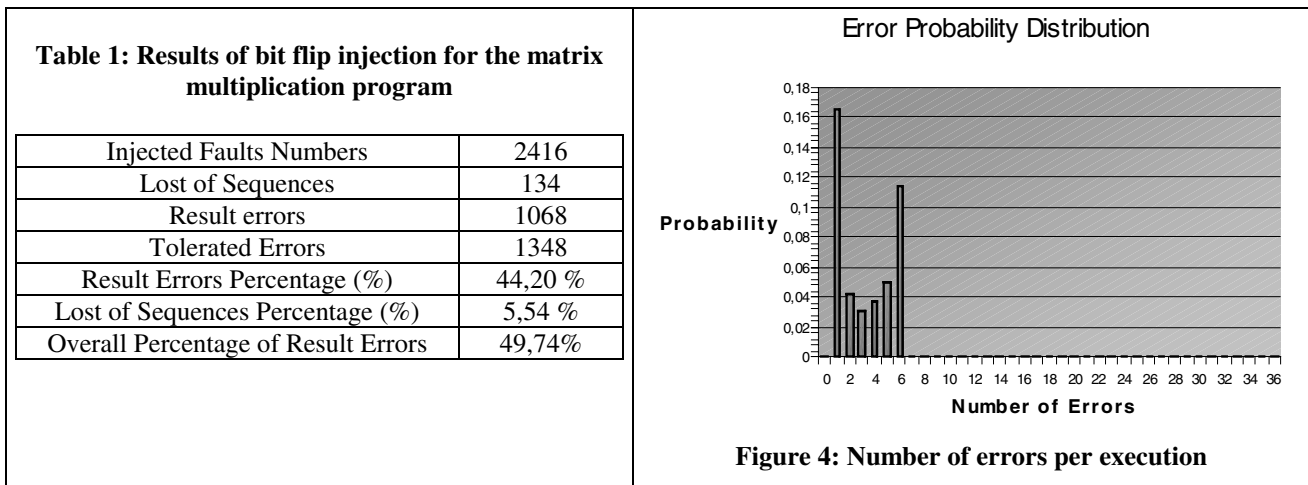 Table 1: Results of bit flip injection for the matrix
multiplication program
Injected Faults Numbers 2416
Lost of Sequences 134
Result errors 1068
Tolerated Errors 1348
Result Errors Percentage (%) 44,20 %
Lost of Sequences Percentage (%) 5,54 %
Overall Percentage of Result Errors 49,74%
Error Probability Distribution
0,18
0,16
0,14
0,12
0,1
Probability
0,08
0,06
0,04
0,02
0
0 2 4 6 8 10 12 14 16 18 20 22 24 26 28 30 32 34 36
Number of Errors
Figure 4: Number of errors per execution